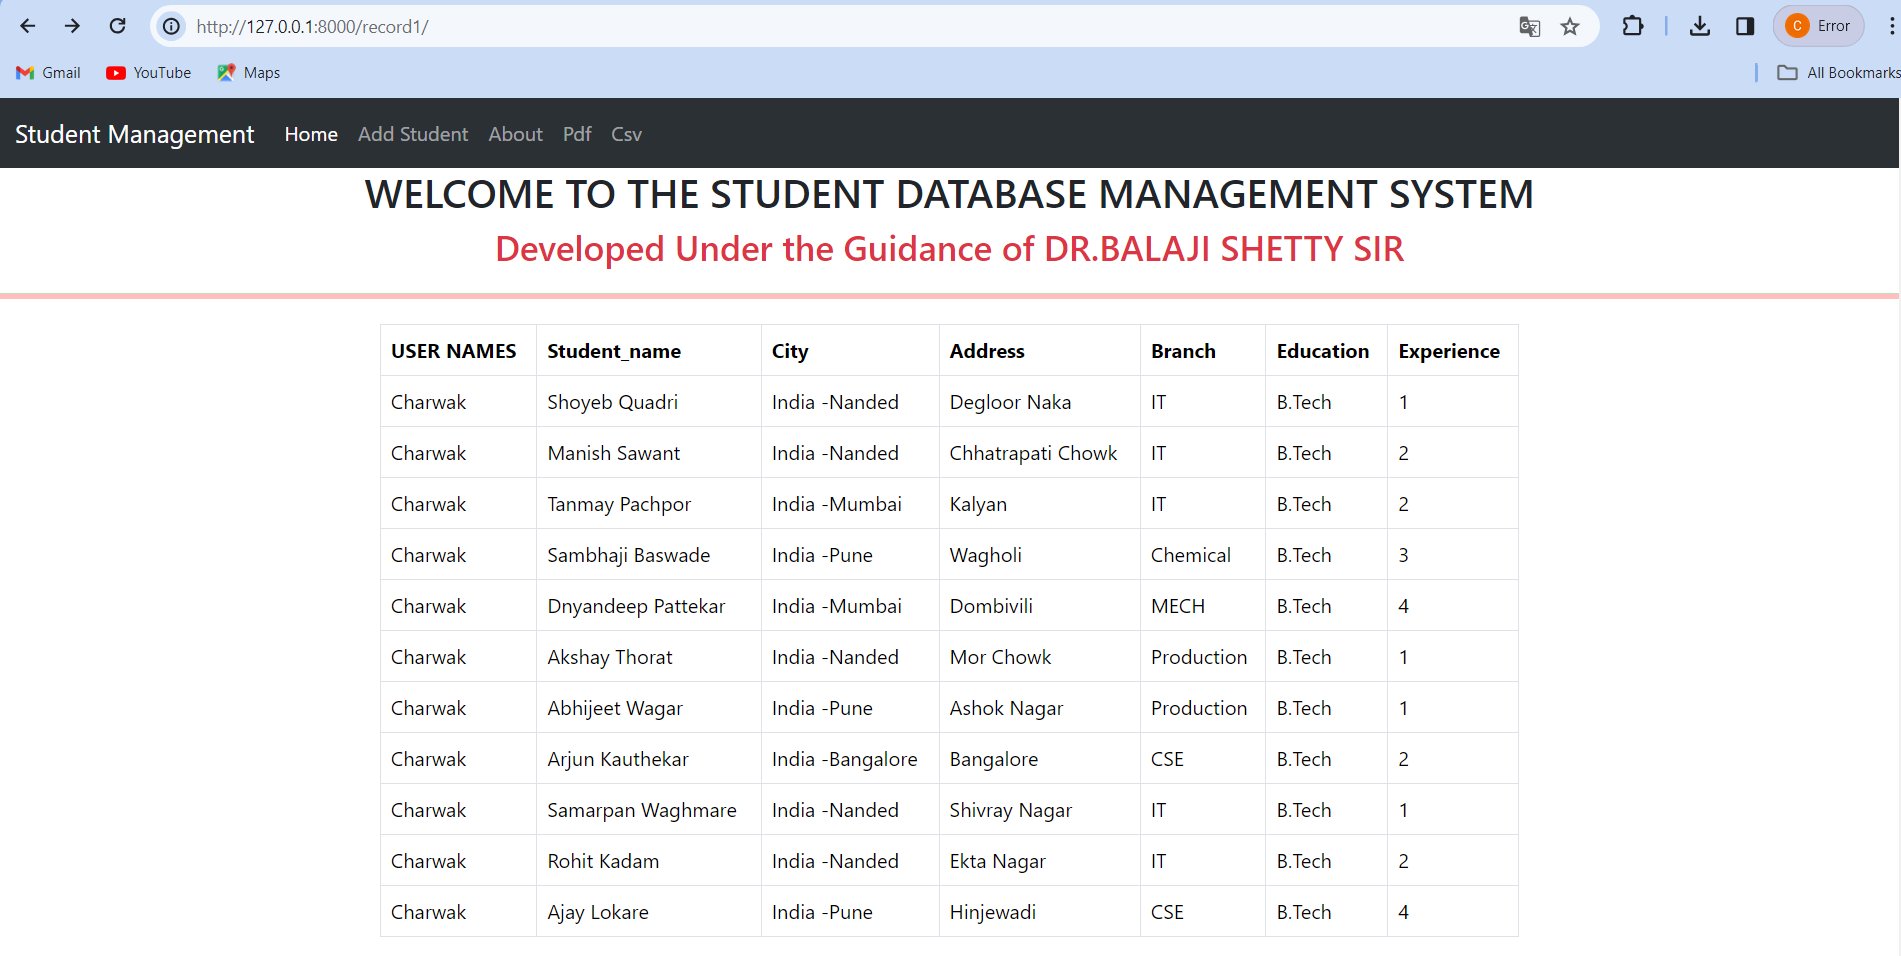 http://127.0.0.1:8000/record1/
Error
Gmail YouTube Maps All Bookmarks
Student Management Home Add Student About Pdf Csv
WELCOME TO THE STUDENT DATABASE MANAGEMENT SYSTEM
Developed Under the Guidance of DR.BALAJI SHETTY SIR
USER NAMES Student_name City Address Branch Education Experience
Charwak Shoyeb Quadri India -Nanded Degloor Naka IT B.Tech 1
Charwak Manish Sawant India -Nanded Chhatrapati Chowk IT B.Tech 2
Charwak Tanmay Pachpor India -Mumbai Kalyan IT B.Tech 2
Charwak Sambhaji Baswade India -Pune Wagholi Chemical B.Tech 3
Charwak Dnyandeep Pattekar India -Mumbai Dombivili MECH B.Tech 4
Charwak Akshay Thorat India -Nanded Mor Chowk Production B.Tech 1
Charwak Abhijeet Wagar India -Pune Ashok Nagar Production B.Tech 1
Charwak Arjun Kauthekar India -Bangalore Bangalore CSE B.Tech 2
Charwak Samarpan Waghmare India -Nanded Shivray Nagar IT B.Tech 1
Charwak Rohit Kadam India -Nanded Ekta Nagar IT B.Tech 2
Charwak Ajay Lokare India -Pune Hinjewadi CSE B.Tech 4